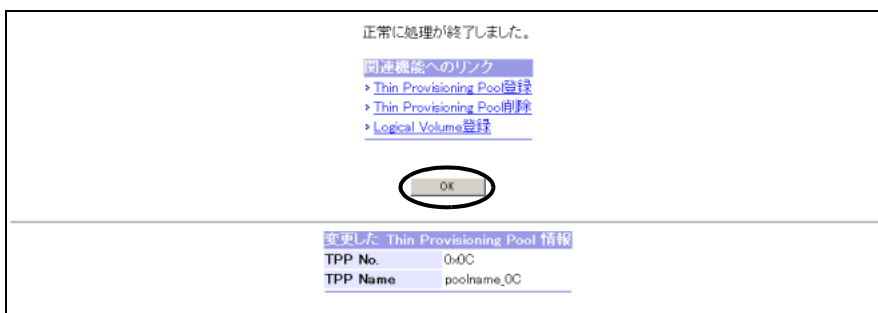 正常に処理が終了しました。
関連機能へのリンク
Thin Provisioning Pool登録
Thin Provisioning Pool削除
Logical Volume登録
OK
変更した Thin Provisioning Pool 情報
TPP No. 0x0C
TPP Name poolname_0C